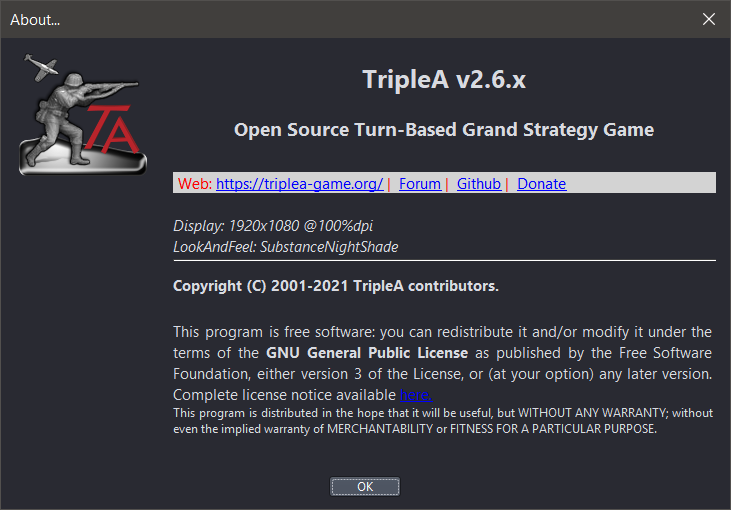 About...
TA
TripleA v2.6.x
Open Source Turn-Based Grand Strategy Game
Web: https://triplea-game.org/ | Forum | Github | Donate
Display: 1920x1080 @100%dpi
LookAndFeel: SubstanceNightShade
Copyright (C) 2001-2021 TripleA contributors.
This program is free software: you can redistribute it and/or modify it under the
terms of the GNU General Public License as published by the Free Software
Foundation, either version 3 of the License, or (at your option) any later version.
Complete license notice available here.
This program is distributed in the hope that it will be useful, but WITHOUT ANY WARRANTY; without
even the implied warranty of MERCHANTABILITY or FITNESS FOR A PARTICULAR PURPOSE.
OK